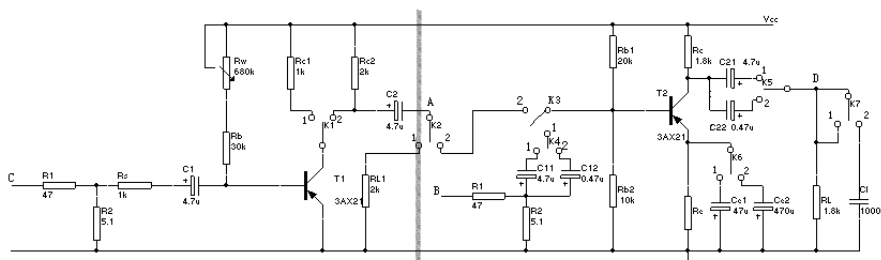 Vcc
Rw
680k
Rc1
1k
Rc2
2k
C2
4.7u
A
K1
1
2
K2
1
2
Rb
30k
C
R1
47
Rs
1k
C1
4.7u
R2
5.1
T1
3AX21
RL1
2k
B
R1
47
R2
5.1
2
K3
1
K4
1
2
C11
4.7u
C12
0.47u
Rb1
20k
Rb2
10k
Rc
1.8k
T2
3AX21
C21 4.7u
1
K5
2
C22 0.47u
D
K7
1
2
K6
1
2
Re
Ce1
47u
Ce2
470u
RL
1.8k
Cl
1000